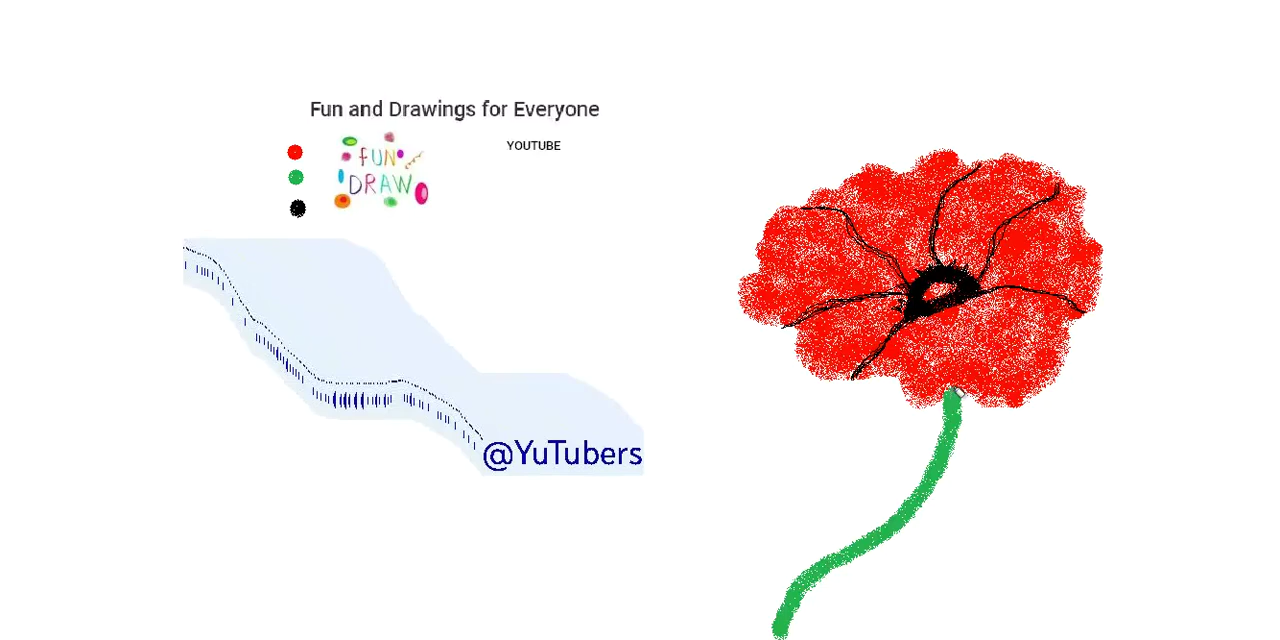 Fun and Drawings for Everyone
YOUTUBE
FUN
DRAW
@YuTubers